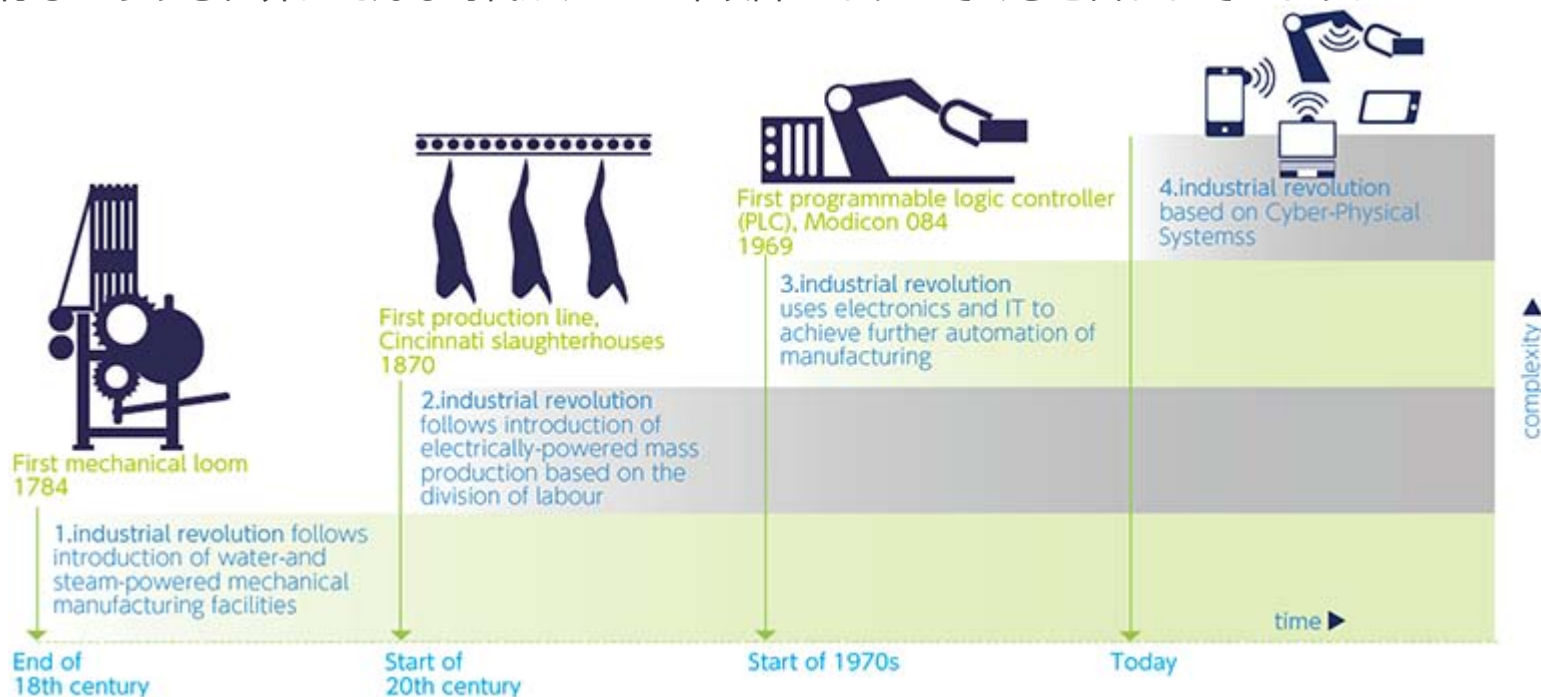 First mechanical loom
1784
1.industrial revolution follows
introduction of water-and
steam-powered mechanical
manufacturing facilities
End of
18th century
First production line,
Cincinnati slaughterhouses
1870
2.industrial revolution
follows introduction of
electrically-powered mass
production based on the
division of labour
Start of
20th century
First programmable logic controller
(PLC), Modicon 084
1969
3.industrial revolution
uses electronics and IT to
achieve further automation of
manufacturing
Start of 1970s
4.industrial revolution
based on Cyber-Physical
Systemss
Today
time ▶
complexity ▶